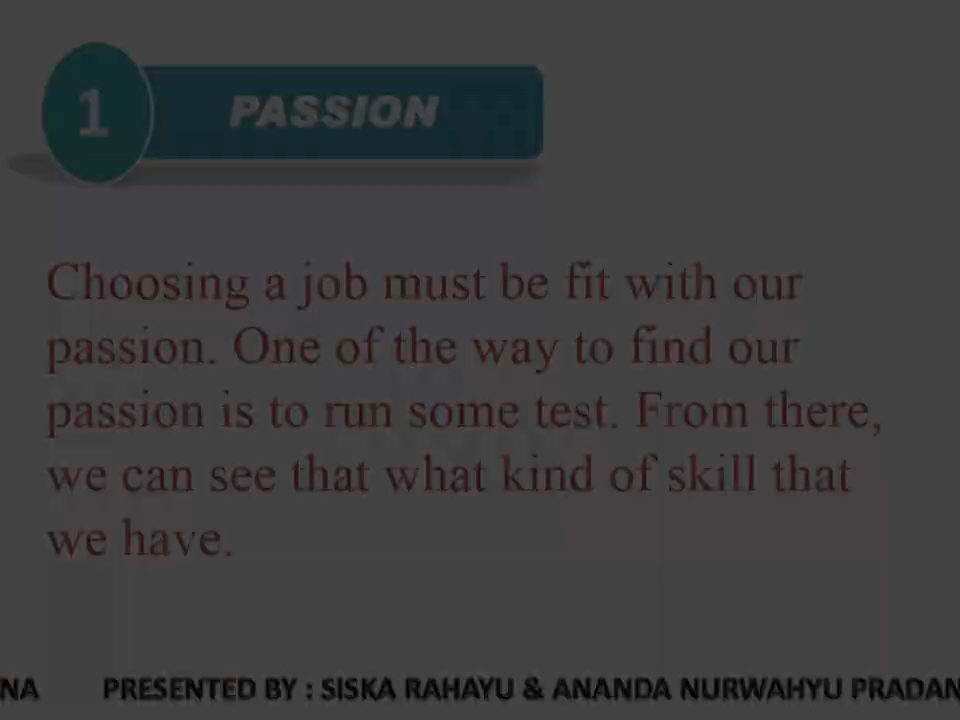 1
PASSION
Choosing a job must be fit with our
passion. One of the way to find our
passion is to run some test. From there,
we can see that what kind of skill that
we have.
NA PRESENTED BY : SISKA RAHAYU & ANANDA NURWAHYU PRADAN